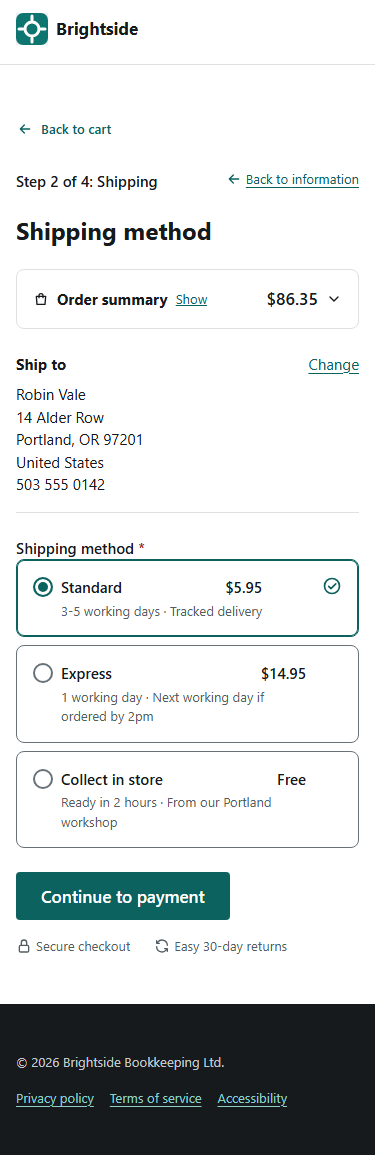 Brightside
Back to cart
Step 2 of 4: Shipping
Back to information
Shipping method
Order summary Show $86.35
Ship to Change
Robin Vale
14 Alder Row
Portland, OR 97201
United States
503 555 0142
Shipping method *
Standard $5.95
3-5 working days · Tracked delivery
Express $14.95
1 working day · Next working day if
ordered by 2pm
Collect in store Free
Ready in 2 hours · From our Portland
workshop
Continue to payment
Secure checkout Easy 30-day returns
© 2026 Brightside Bookkeeping Ltd.
Privacy policy Terms of service Accessibility